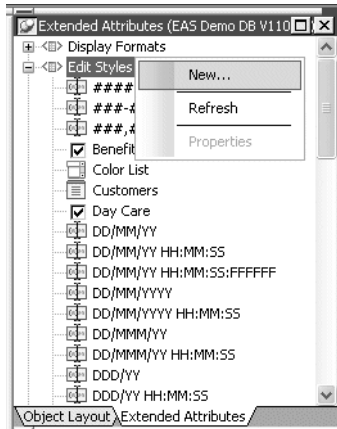 Extended Attributes (EAS Demo DB V110
Display Formats
Edit Styles
New...
####
###-#
Refresh
###,#
Benefit
Properties
Color List
Customers
Day Care
DD/MM/YY
DD/MM/YY HH:MM:SS
DD/MM/YY HH:MM:SS:FFFFFF
DD/MM/YYYY
DD/MM/YYYY HH:MM:SS
DD/MMM/YY
DD/MMM/YY HH:MM:SS
DDD/YY
DDD/YY HH:MM:SS
Object Layout Extended Attributes